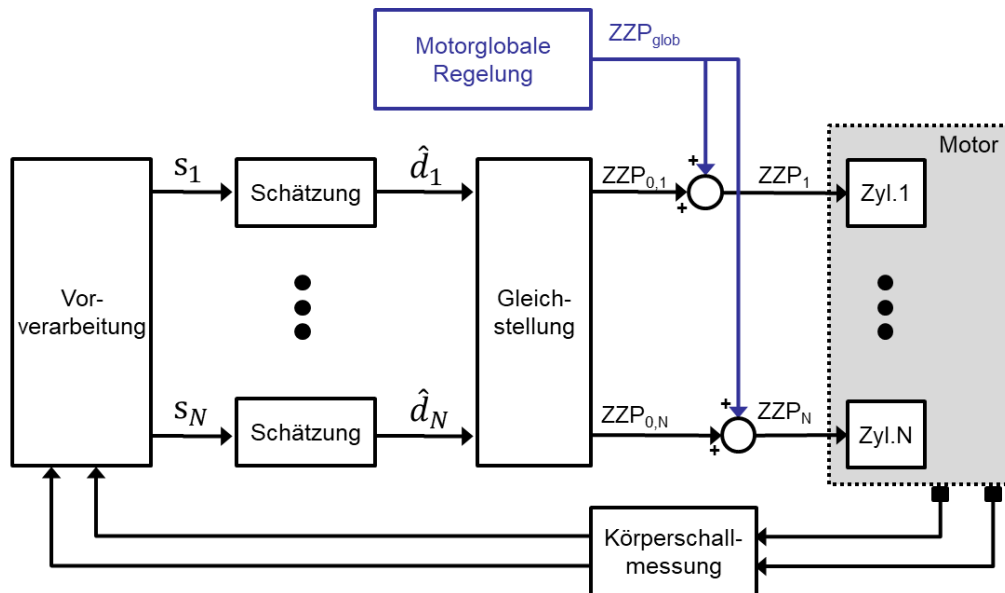 Motorglobale
Regelung
ZZP_glob
Motor
s_1
Schätzung
d̂_1
ZZP_0,1
+
+
ZZP_1
Zyl.1
Vor-
verarbeitung
Gleich-
stellung
s_N
Schätzung
d̂_N
ZZP_0,N
+
+
ZZP_N
Zyl.N
Körperschall-
messung